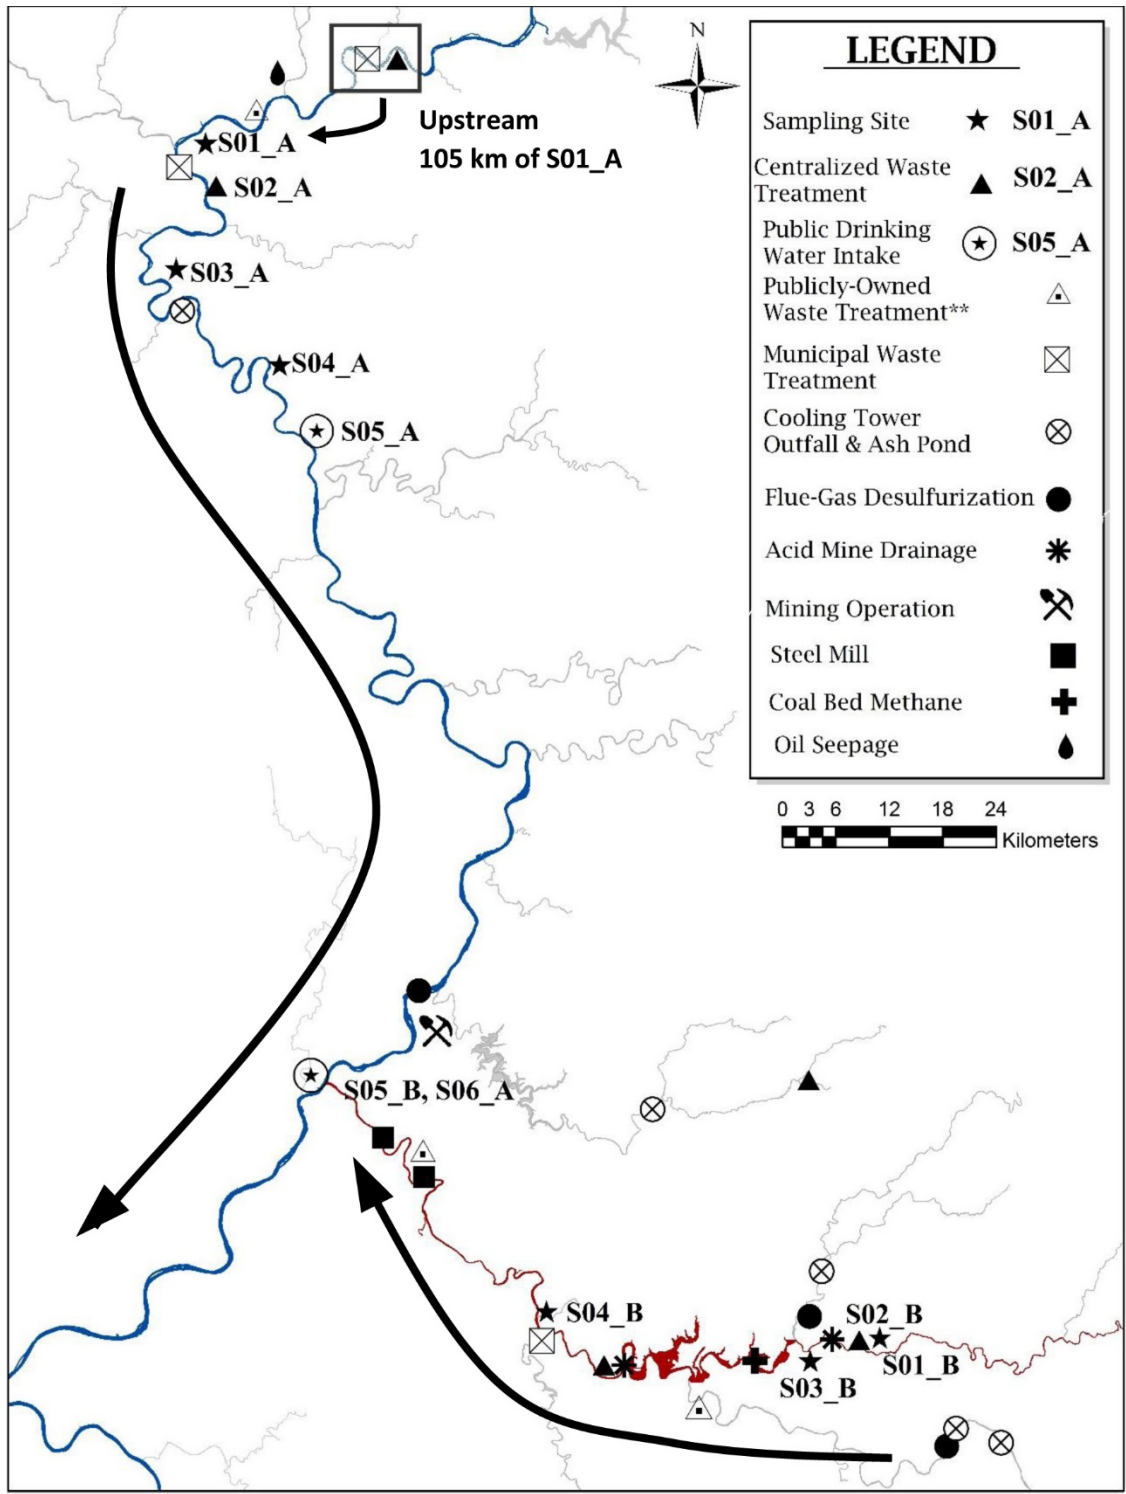 N
LEGEND
Sampling Site S01_A
Centralized Waste
Treatment
S02_A
Public Drinking
Water Intake
S05_A
Publicly-Owned
Waste Treatment**
Municipal Waste
Treatment
Cooling Tower
Outfall & Ash Pond
Flue-Gas Desulfurization
Acid Mine Drainage
Mining Operation
Steel Mill
Coal Bed Methane
Oil Seepage
0 3 6 12 18 24
Kilometers
Upstream
105 km of S01_A
S01_A
S02_A
S03_A
S04_A
S05_A
S05_B, S06_A
S04_B
S02_B
S01_B
S03_B